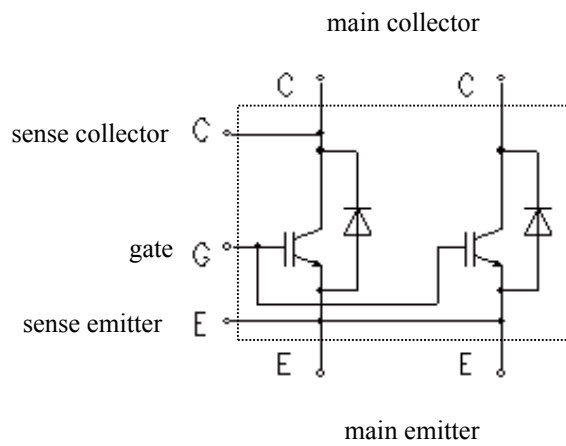 main collector
C C
sense collector C
gate G
sense emitter E
E E
main emitter